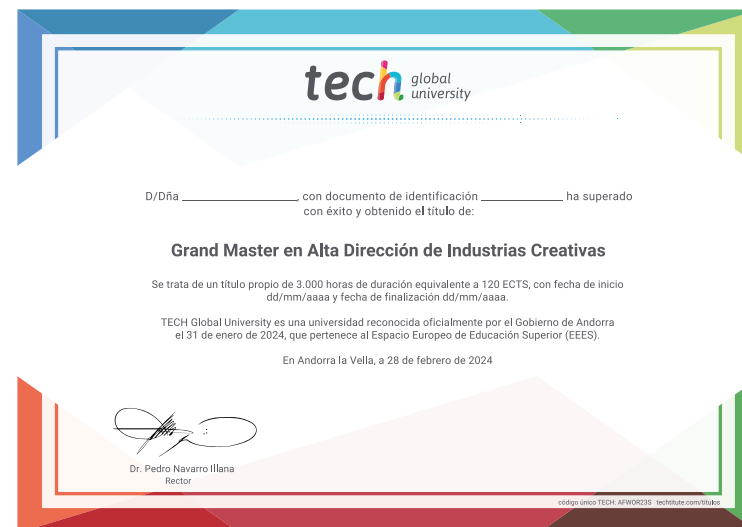 tech global university
D/Dña ____________, con documento de identificación ____________ ha superado
con éxito y obtenido el título de:
Grand Master en Alta Dirección de Industrias Creativas
Se trata de un título propio de 3.000 horas de duración equivalente a 120 ECTS, con fecha de inicio
dd/mm/aaaa y fecha de finalización dd/mm/aaaa.
TECH Global University es una universidad reconocida oficialmente por el Gobierno de Andorra
el 31 de enero de 2024, que pertenece al Espacio Europeo de Educación Superior (EEES).
En Andorra la Vella, a 28 de febrero de 2024
Dr. Pedro Navarro Illana
Rector
código único TECH: AFWOR23S techtitute.com/titulos